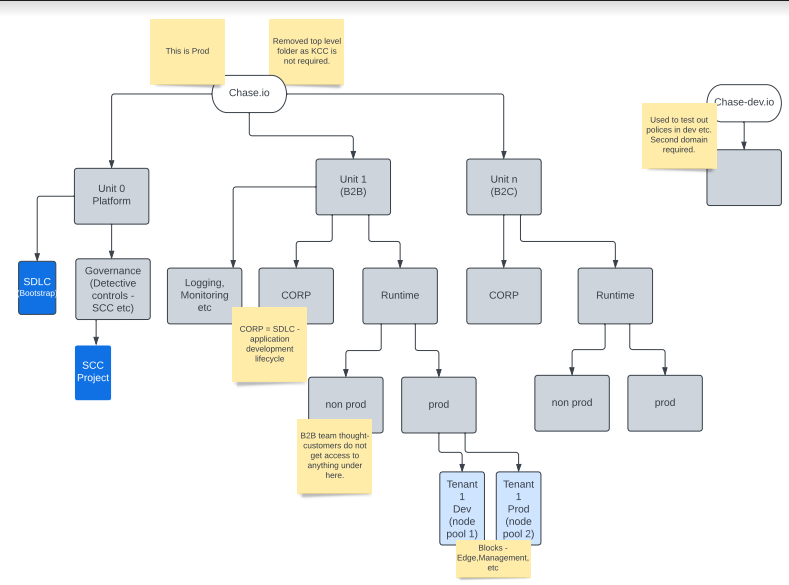 This is Prod
Removed top level
folder as KCC is
not required.
Chase.io
Chase-dev.io
Used to test out
polices in dev etc.
Second domain
required.
Unit 0
Platform
Unit 1
(B2B)
Unit n
(B2C)
SDLC
(Bootstrap)
Governance
(Detective
controls -
SCC etc)
Logging,
Monitoring
etc
CORP
Runtime
CORP
Runtime
CORP = SDLC -
application
development
lifecycle
SCC
Project
non prod
prod
non prod
prod
B2B team thought-
customers do not
get access to
anything under
here.
Tenant
1
Dev
(node
pool 1)
Tenant
1
Prod
(node
pool 2)
Blocks -
Edge,Management,
etc